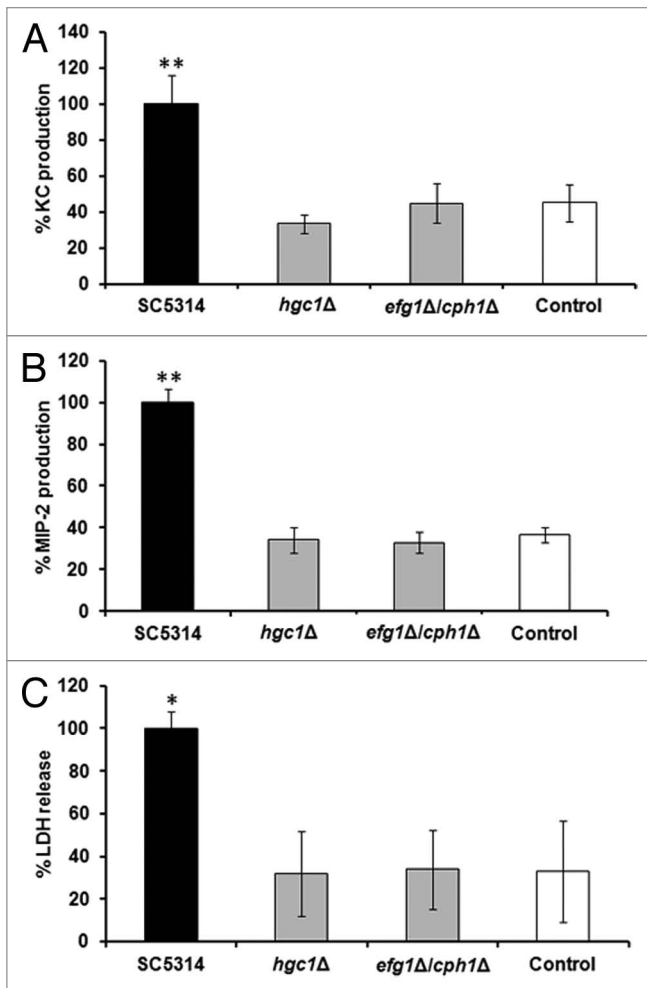 A
140
120
100
80
60
40
20
0
% KC production
**
SC5314 hgc1Δ efg1Δ/cph1Δ Control
B
120
100
80
60
40
20
0
%MIP-2 production
**
SC5314 hgc1Δ efg1Δ/cph1Δ Control
C
120
100
80
60
40
20
0
%LDH release
*
SC5314 hgc1Δ efg1Δ/cph1Δ Control